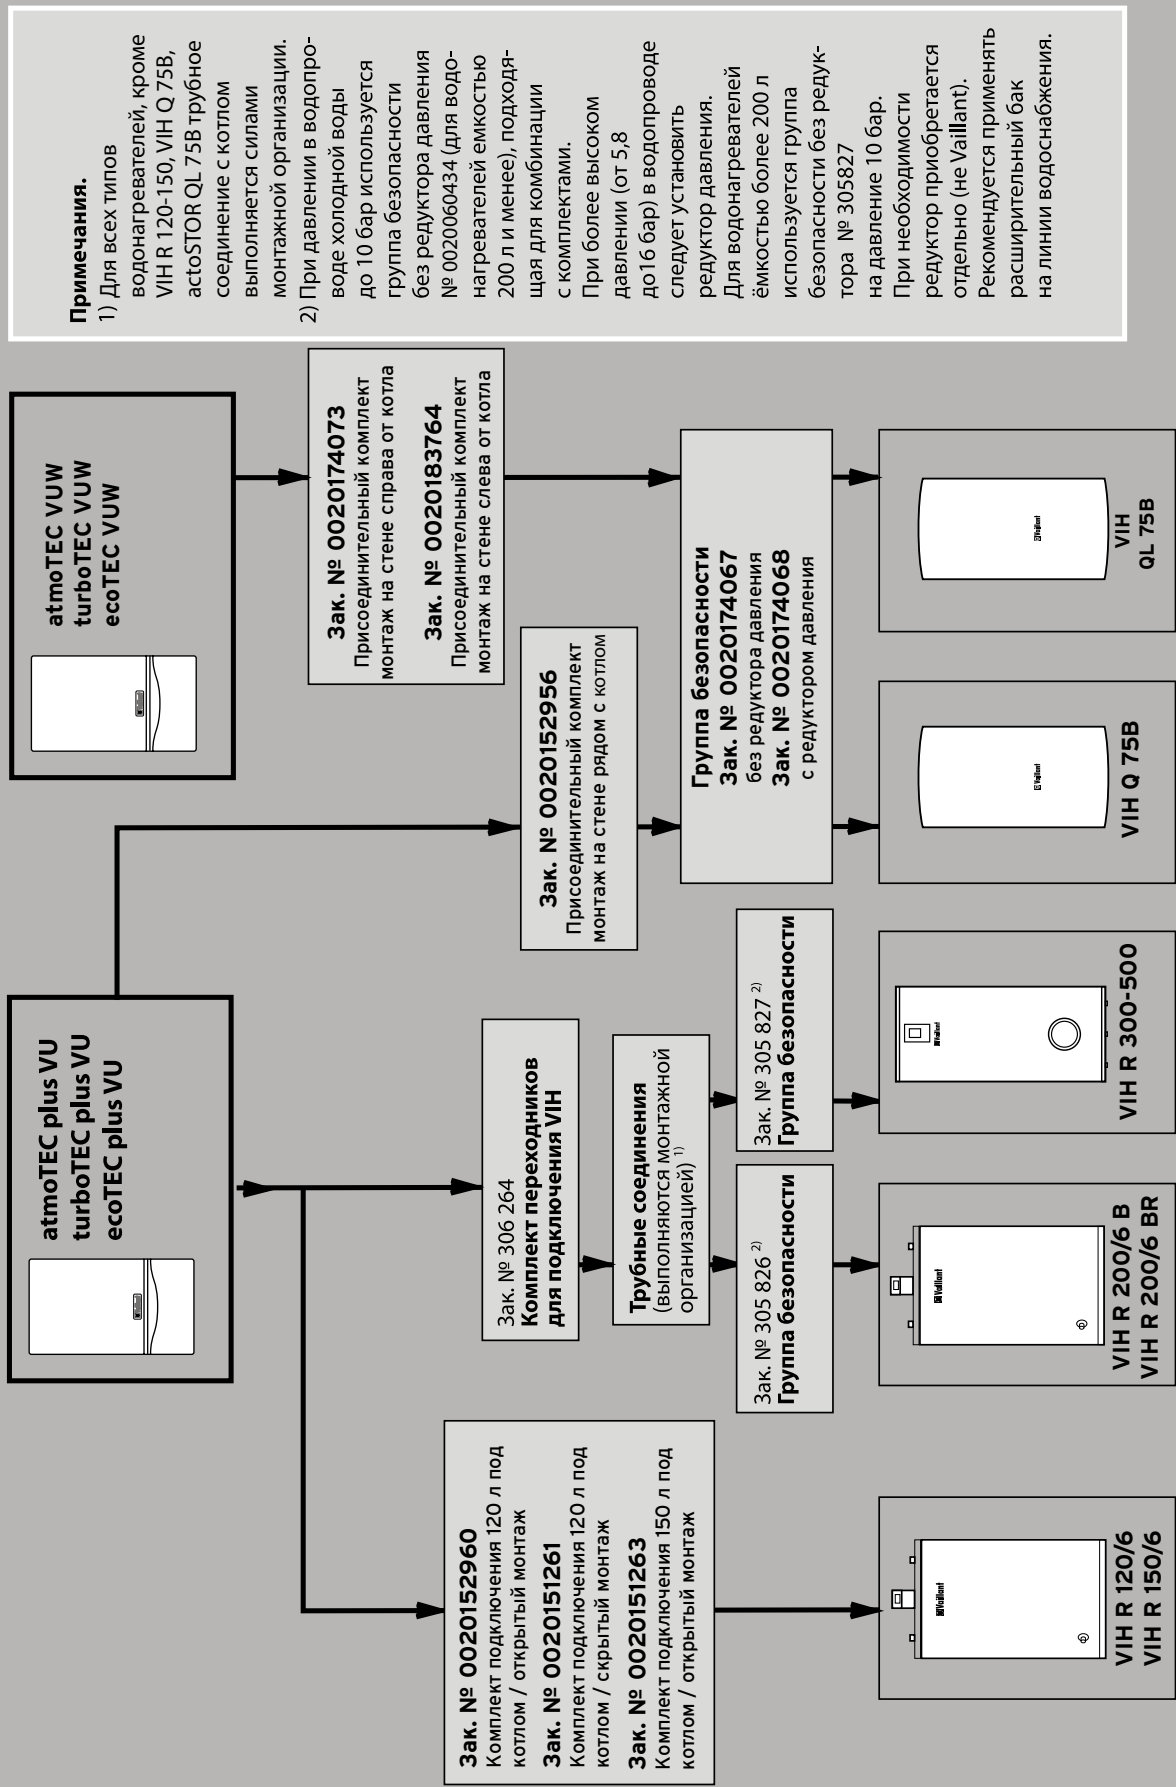 atmoTEC plus VU
turboTEC plus VU
ecoTEC plus VU
atmoTEC VUW
turboTEC VUW
ecoTEC VUW
Зак. № 0020152960
Комплект подключения 120 л под
котлом / открытый монтаж
Зак. № 0020151261
Комплект подключения 120 л под
котлом / скрытый монтаж
Зак. № 0020151263
Комплект подключения 150 л под
котлом / открытый монтаж
Зак. № 306 264
Комплект переходников
для подключения VIH
Трубные соединения
(выполняются монтажной
организацией) 1)
Зак. № 305 826 2)
Группа безопасности
Зак. № 305 827 2)
Группа безопасности
Зак. № 0020152956
Присоединительный комплект
монтаж на стене рядом с котлом
Зак. № 0020174073
Присоединительный комплект
монтаж на стене справа от котла
Зак. № 0020183764
Присоединительный комплект
монтаж на стене слева от котла
Группа безопасности
Зак. № 0020174067
без редуктора давления
Зак. № 0020174068
с редуктором давления
Vaillant
VIH R 120/6
VIH R 150/6
Vaillant
VIH R 200/6 B
VIH R 200/6 BR
Vaillant
VIH R 300-500
Vaillant
VIH Q 75B
Vaillant
VIH
QL 75B
Примечания.
1) Для всех типов
водонагревателей, кроме
VIH R 120-150, VIH Q 75B,
actoSTOR QL 75B трубное
соединение с котлом
выполняется силами
монтажной организации.
2) При давлении в водопро-
воде холодной воды
до 10 бар используется
группа безопасности
без редуктора давления
№ 0020060434 (для водо-
нагревателей емкостью
200 л и менее), подходя-
щая для комбинации
с комплектами.
При более высоком
давлении (от 5,8
до16 бар) в водопроводе
следует установить
редуктор давления.
Для водонагревателей
ёмкостью более 200 л
используется группа
безопасности без редук-
тора № 305827
на давление 10 бар.
При необходимости
редуктор приобретается
отдельно (не Vaillant).
Рекомендуется применять
расширительный бак
на линии водоснабжения.